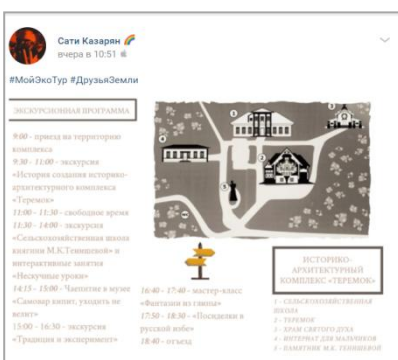 Сати Казарян 🌈
вчера в 10:51
#МойЭкоТур #ДрузьяЗемли
ЭКСКУРСИОННАЯ ПРОГРАММА
9:00 - приезд на территорию
комплекса
9:30 - 11:00 - экскурсия
«История создания историко-
архитектурного комплекса
«Теремок»
11:00 - 11:30 - свободное время
11:30 - 14:00 - экскурсия
«Сельскохозяйственная школа
княгини М.К.Тенишевой» и
интерактивные занятия
«Нескучные уроки»
14:15 - 15:00 - Чаепитие в музее
«Самовар кипит, уходить не
велит»
15:00 - 16:30 - экскурсия
«Традиция и эксперимент»
16:40 - 17:40 - мастер-класс
«Фантазии из глины»
17:50 - 18:30 - «Посиделки в
русской избе»
18:40 - отъезд
1
2
3
4
5
ИСТОРИКО-
АРХИТЕКТУРНЫЙ
КОМПЛЕКС «ТЕРЕМОК»
1 - СЕЛЬСКОХОЗЯЙСТВЕННАЯ
ШКОЛА
2 - ТЕРЕМОК
3 - ХРАМ СВЯТОГО ДУХА
4 - ИНТЕРНАТ ДЛЯ МАЛЬЧИКОВ
5 - ПАМЯТНИК М.К. ТЕНИШЕВОЙ